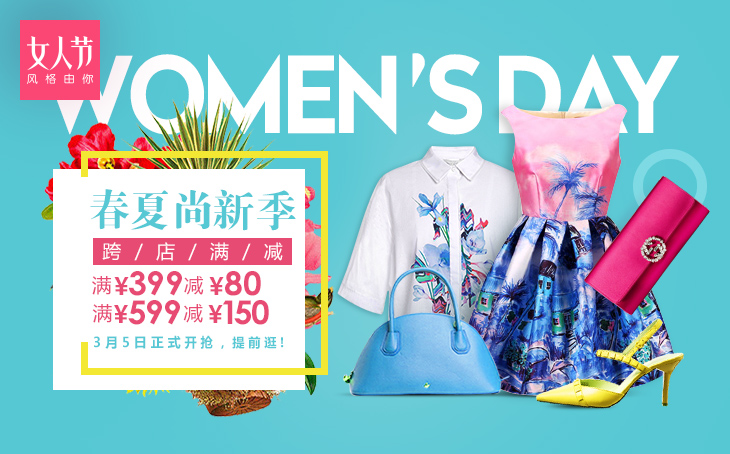 女人节
风格由你
WOMEN'S DAY
春夏尚新季
跨/店/满/减
满¥399减¥80
满¥599减¥150
3月5日正式开抢，提前逛!